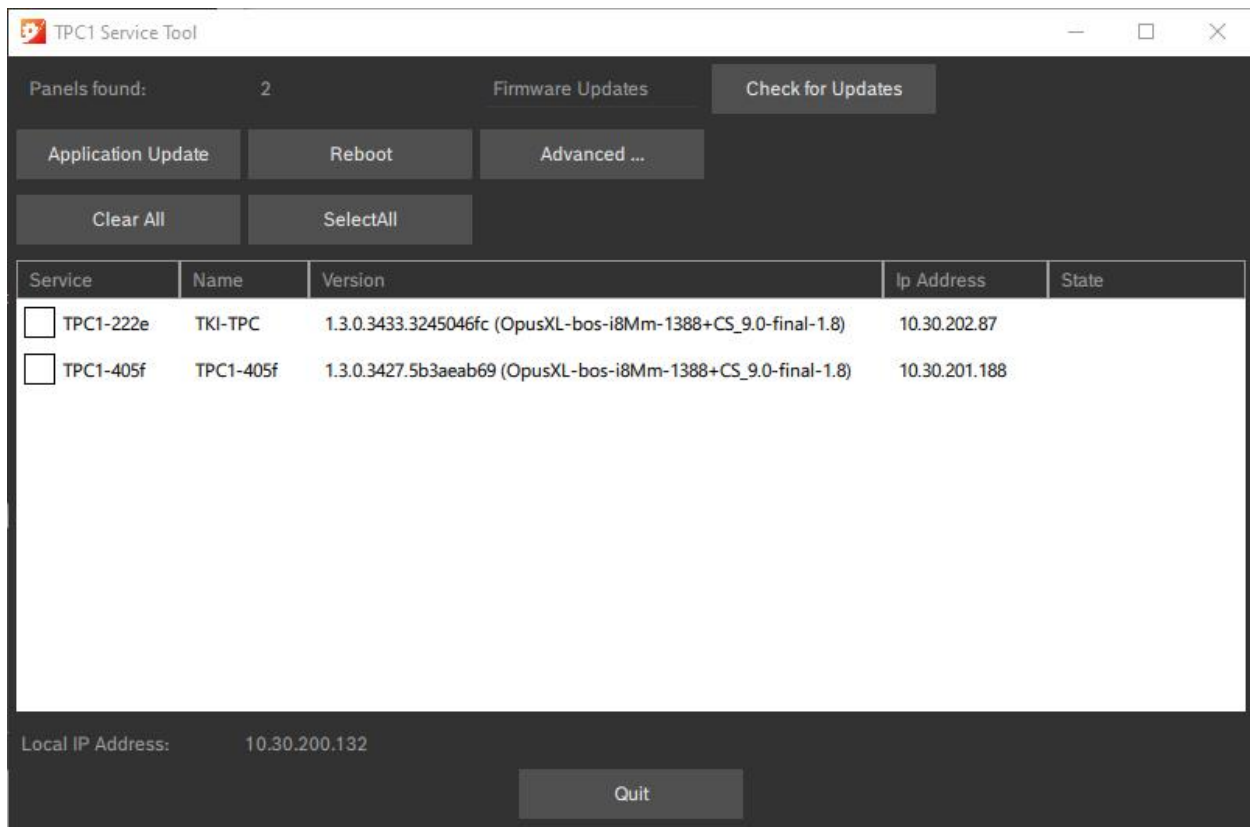 TPC1 Service Tool
Panels found: 2 Firmware Updates Check for Updates
Application Update Reboot Advanced ...
Clear All SelectAll
Service Name Version Ip Address State
TPC1-222e TKI-TPC 1.3.0.3433.3245046fc (OpusXL-bos-i8Mm-1388+CS_9.0-final-1.8) 10.30.202.87
TPC1-405f TPC1-405f 1.3.0.3427.5b3aeab69 (OpusXL-bos-i8Mm-1388+CS_9.0-final-1.8) 10.30.201.188
Local IP Address: 10.30.200.132
Quit